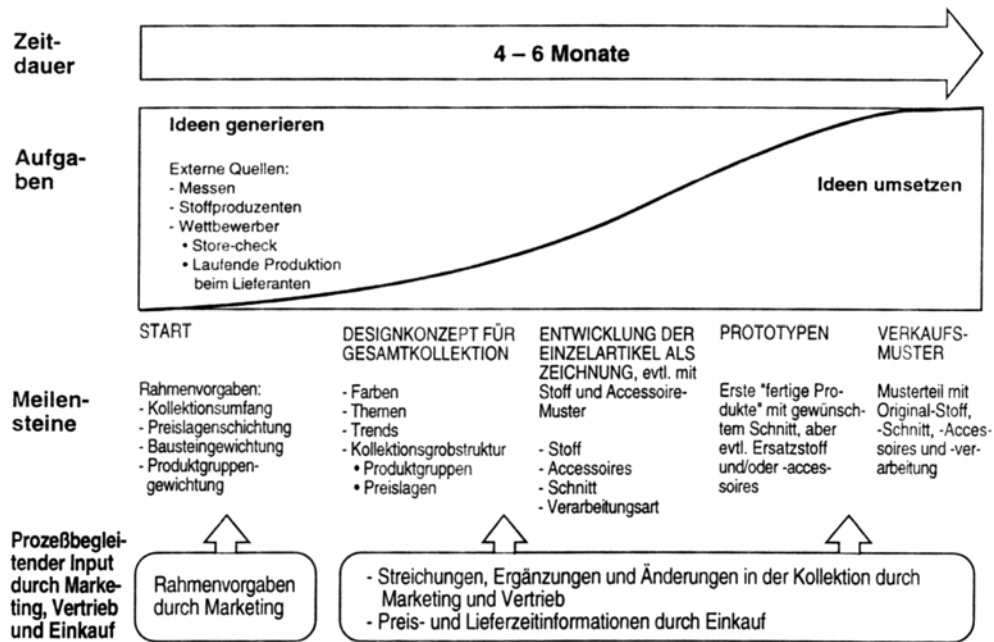 Zeit-
dauer
4 – 6 Monate
Aufga-
ben
Ideen generieren
Externe Quellen:
- Messen
- Stoffproduzenten
- Wettbewerber
• Store-check
• Laufende Produktion
beim Lieferanten
Ideen umsetzen
Meilen-
steine
START
Rahmenvorgaben:
- Kollektionsumfang
- Preislagenschichtung
- Bausteingewichtung
- Produktgruppen-
gewichtung
DESIGNKONZEPT FÜR
GESAMTKOLLEKTION
- Farben
- Themen
- Trends
- Kollektionsgrobstruktur
• Produktgruppen
• Preislagen
ENTWICKLUNG DER
EINZELARTIKEL ALS
ZEICHNUNG, evtl. mit
Stoff und Accessoire-
Muster
- Stoff
- Accessoires
- Schnitt
- Verarbeitungsart
PROTOTYPEN
Erste "fertige Pro-
dukte" mit gewünsch-
tem Schnitt, aber
evtl. Ersatzstoff
und/oder -acces-
soires
VERKAUFS-
MUSTER
Musterteil mit
Original-Stoff,
-Schnitt, -Acces-
soires und -ver-
arbeitung
Prozeßbeglei-
tender Input
durch Marke-
ting, Vertrieb
und Einkauf
Rahmenvorgaben
durch Marketing
- Streichungen, Ergänzungen und Änderungen in der Kollektion durch
Marketing und Vertrieb
- Preis- und Lieferzeitinformationen durch Einkauf